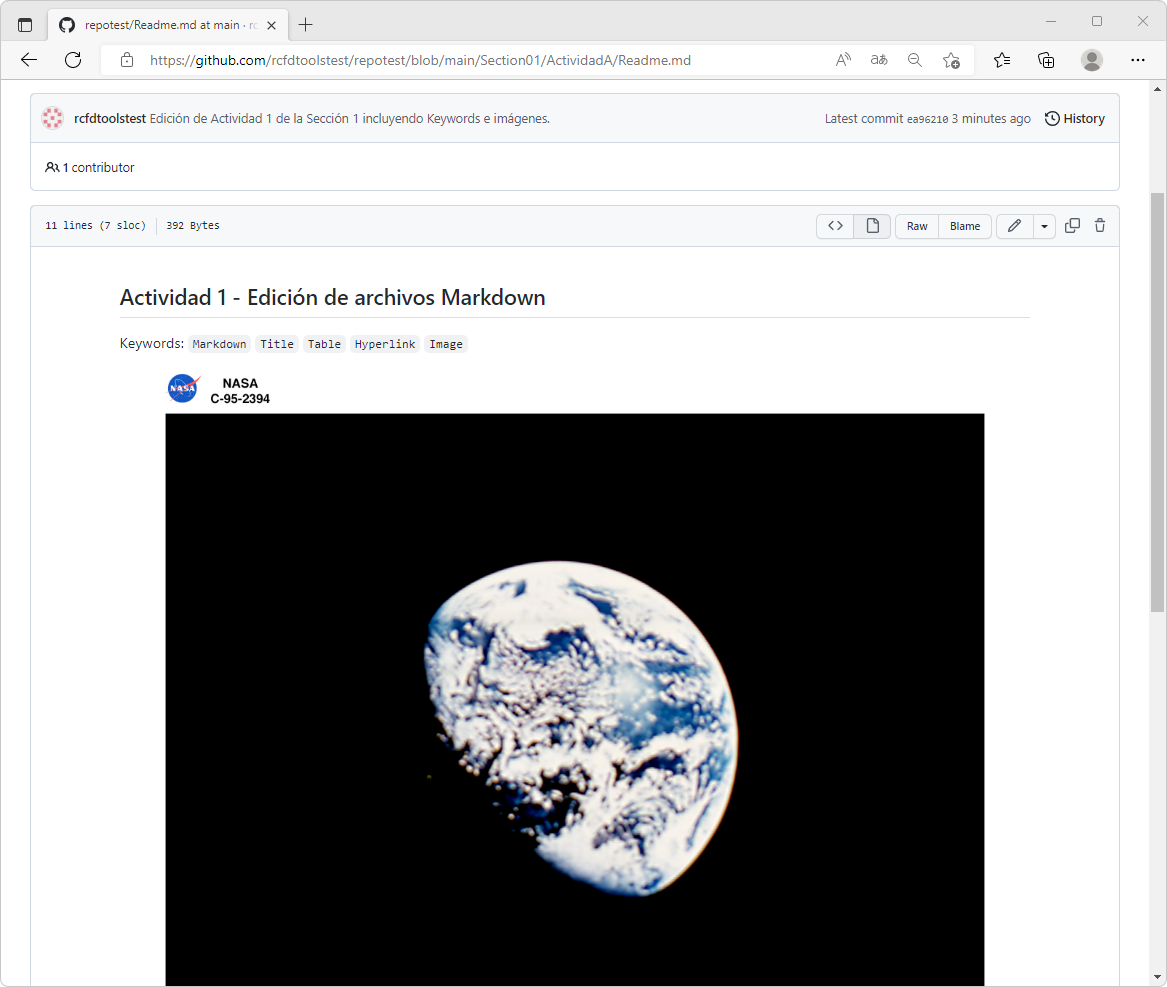 repotest/Readme.md at main · rc
https://github.com/rcfdtoolstest/repotest/blob/main/Section01/ActividadA/Readme.md
rcfdtoolstest Edición de Actividad 1 de la Sección 1 incluyendo Keywords e imágenes.
Latest commit ea96210 3 minutes ago
History
1 contributor
11 lines (7 sloc)
392 Bytes
Raw
Blame
Actividad 1 - Edición de archivos Markdown
Keywords: Markdown Title Table Hyperlink Image
NASA
NASA
C-95-2394